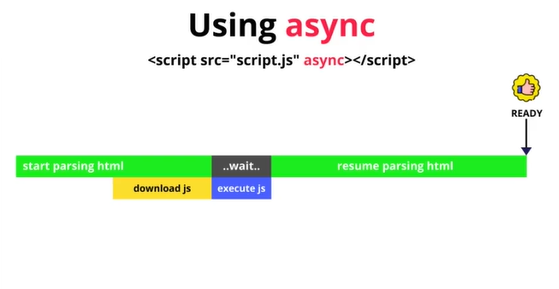 Using async
<script src="script.js" async></script>
READY
start parsing html
..wait..
resume parsing html
download js
execute js